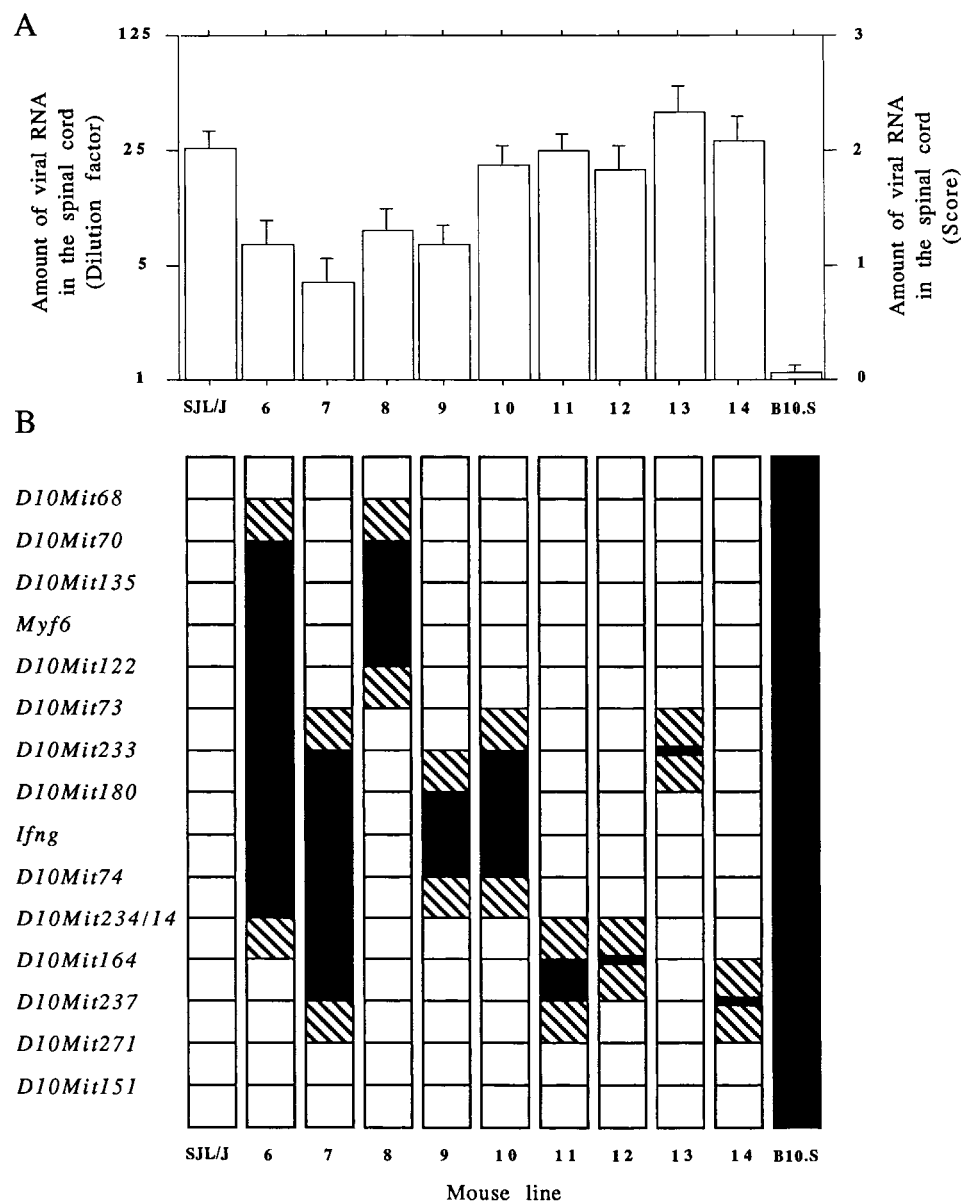 A
125
25
5
1
Amount of viral RNA
in the spinal cord
(Dilution factor)
3
2
1
0
Amount of viral RNA
in the spinal cord
(Score)
SJL/J 6 7 8 9 10 11 12 13 14 B10.S
B
D10Mit68
D10Mit70
D10Mit135
Myf6
D10Mit122
D10Mit73
D10Mit233
D10Mit180
Ifng
D10Mit74
D10Mit234/14
D10Mit164
D10Mit237
D10Mit271
D10Mit151
SJL/J 6 7 8 9 10 11 12 13 14 B10.S
Mouse line